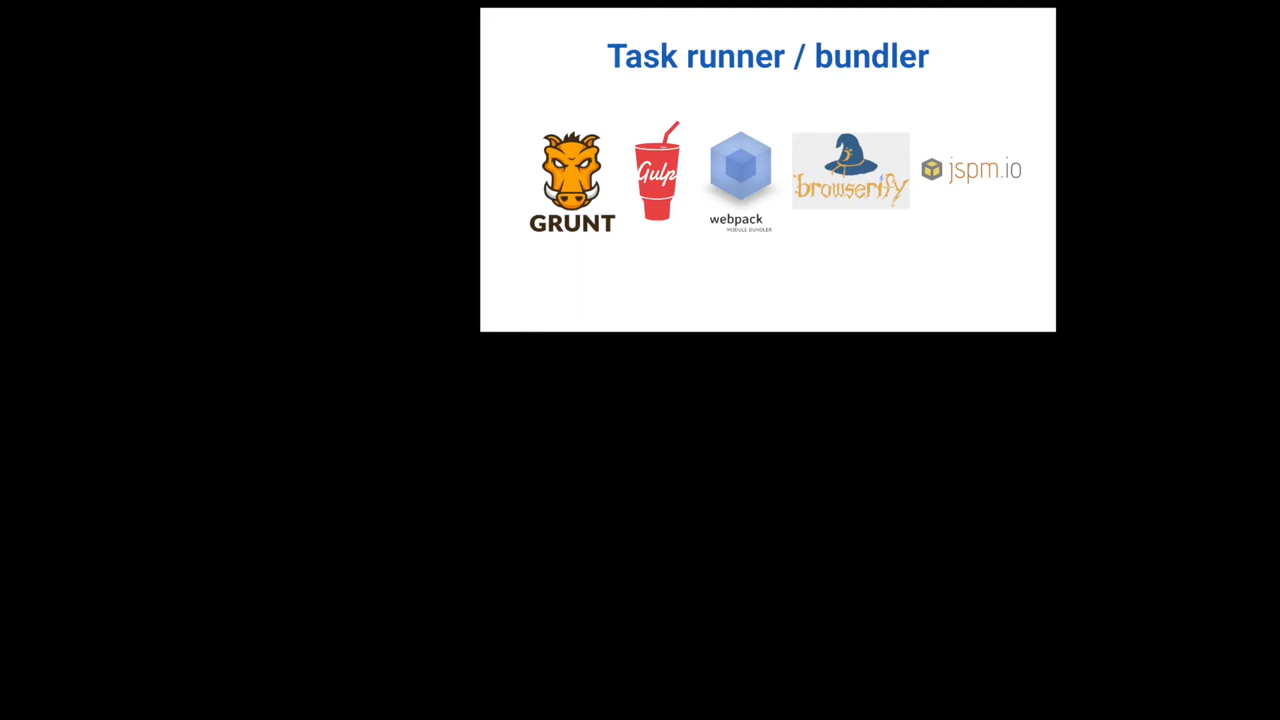 Task runner / bundler
GRUNT
Gulp
webpack
MODULE BUNDLER
browserify
jspm.io